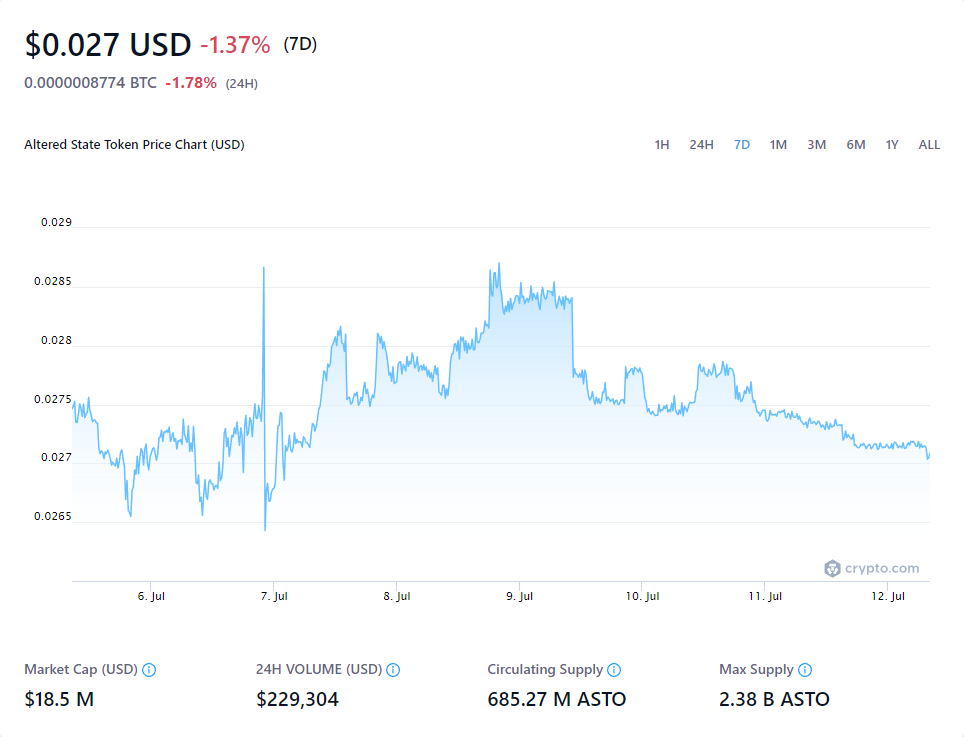 $0.027 USD -1.37% (7D)
0.0000008774 BTC -1.78% (24H)
Altered State Token Price Chart (USD) 1H 24H 7D 1M 3M 6M 1Y ALL
0.029
0.0285
0.028
0.0275
0.027
0.0265
crypto.com
6. Jul 7. Jul 8. Jul 9. Jul 10. Jul 11. Jul 12. Jul
Market Cap (USD) 24H VOLUME (USD) Circulating Supply Max Supply
$18.5 M $229,304 685.27 M ASTO 2.38 B ASTO